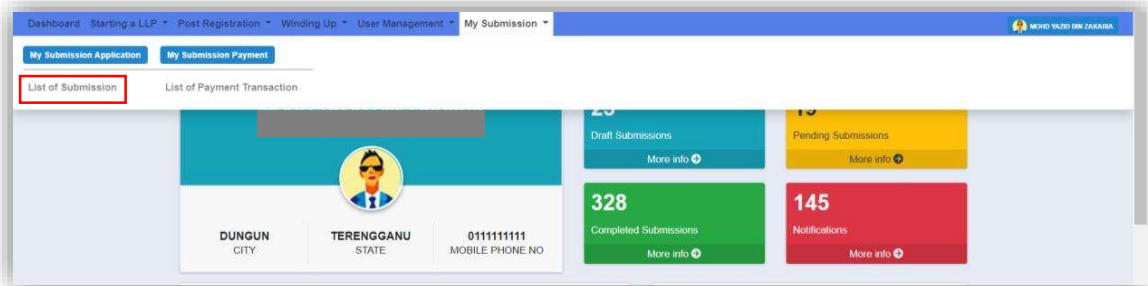 Dashboard Starting a LLP Post Registration Winding Up User Management My Submission MOHD YAZID BIN ZAKARIA
My Submission Application My Submission Payment
List of Submission List of Payment Transaction
Draft Submissions Pending Submissions
More info More info
328 145
Completed Submissions Notifications
More info More info
DUNGUN TERENGGANU 0111111111
CITY STATE MOBILE PHONE NO